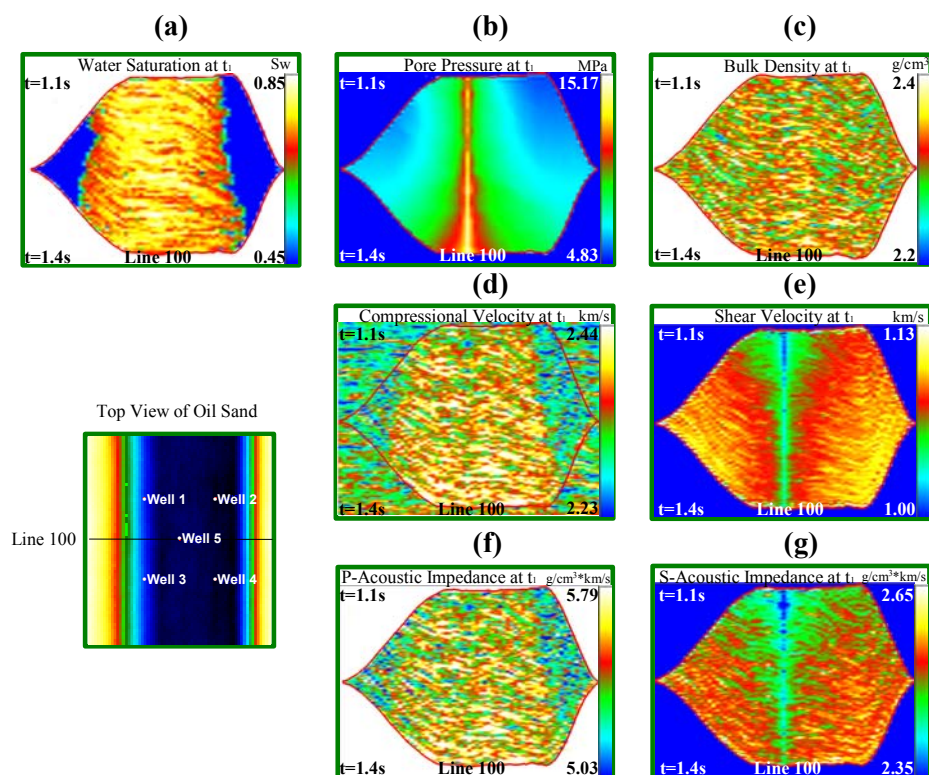 (a)
(b)
(c)
Water Saturation at t₁
Sw
t=1.1s
0.85
t=1.4s
Line 100
0.45
Pore Pressure at t₁
MPa
t=1.1s
15.17
t=1.4s
Line 100
4.83
Bulk Density at t₁
g/cm³
t=1.1s
2.4
t=1.4s
Line 100
2.2
(d)
(e)
Compressional Velocity at t₁
km/s
t=1.1s
2.44
t=1.4s
Line 100
2.23
Shear Velocity at t₁
km/s
t=1.1s
1.13
t=1.4s
Line 100
1.00
Top View of Oil Sand
Well 1
Well 2
Line 100
Well 5
Well 3
Well 4
(f)
(g)
P-Acoustic Impedance at t₁
g/cm³*km/s
t=1.1s
5.79
t=1.4s
Line 100
5.03
S-Acoustic Impedance at t₁
g/cm³*km/s
t=1.1s
2.65
t=1.4s
Line 100
2.35